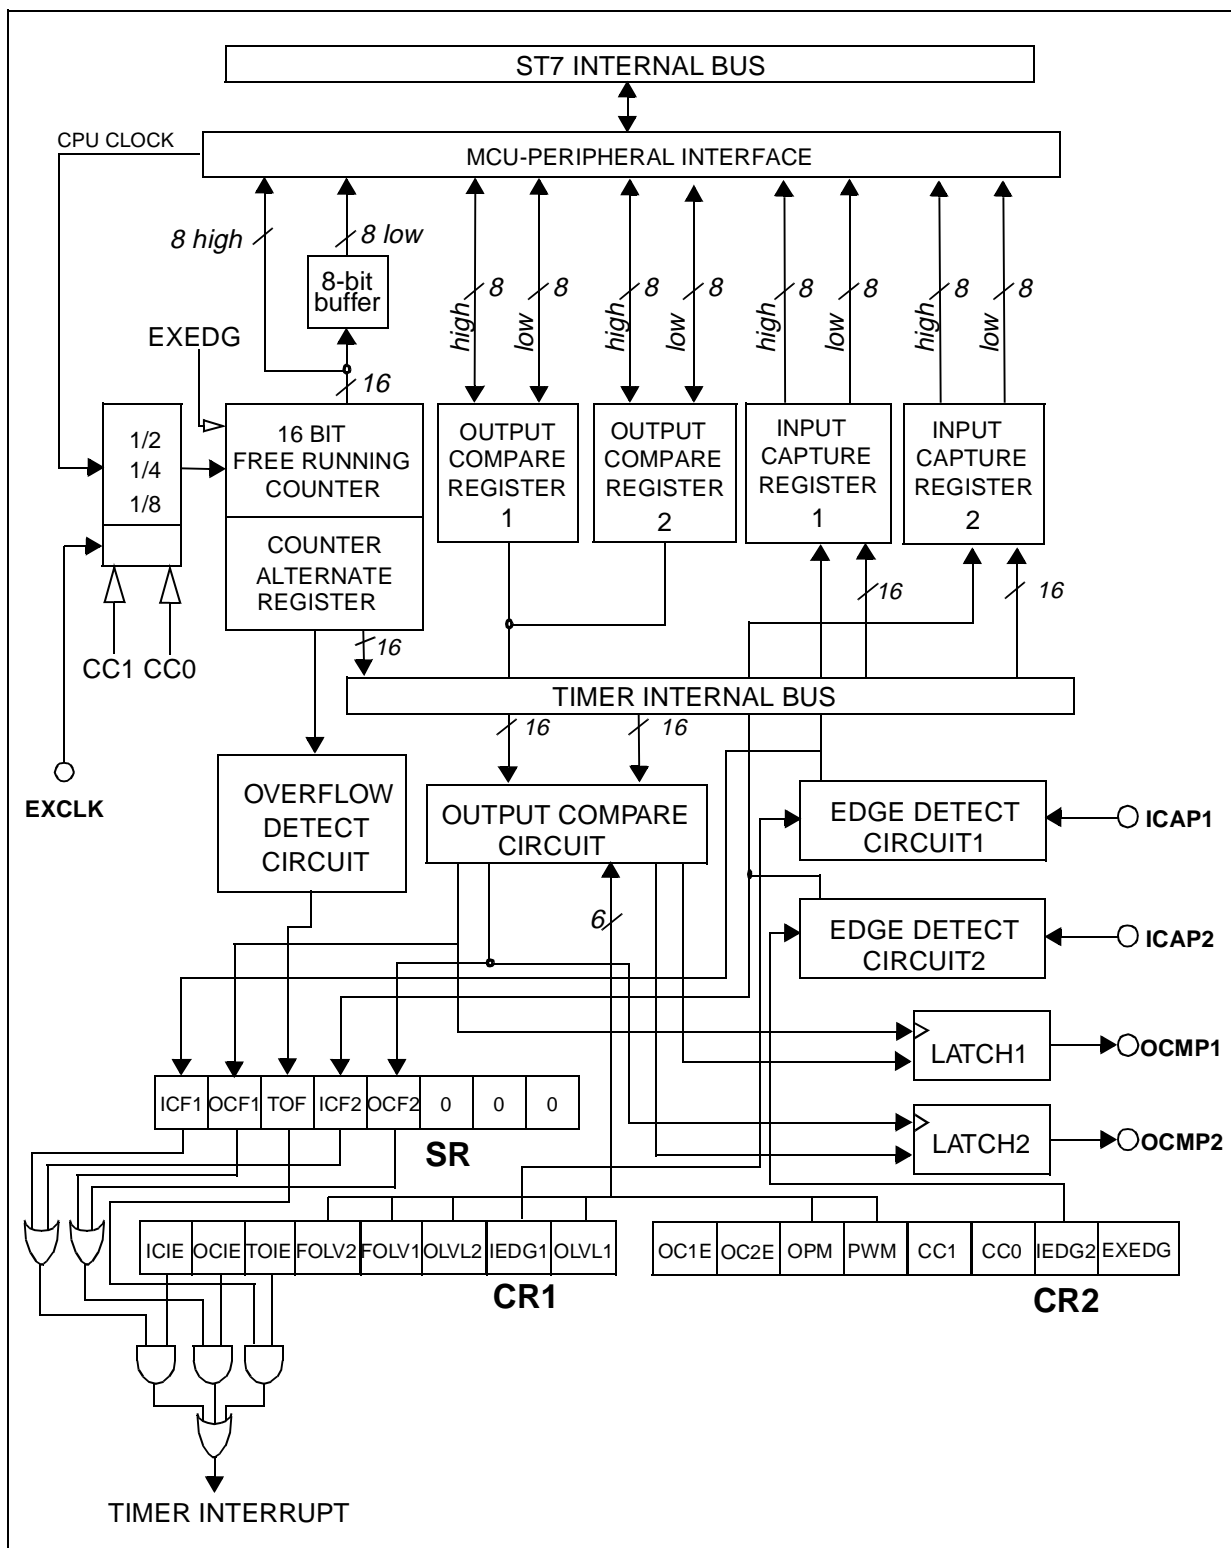 ST7 INTERNAL BUS
CPU CLOCK
MCU-PERIPHERAL INTERFACE
8 high
8 low
8-bit
buffer
high
8
low
8
high
8
low
8
high
8
low
8
high
8
low
8
EXEDG
16
1/2
1/4
1/8
16 BIT
FREE RUNNING
COUNTER
COUNTER
ALTERNATE
REGISTER
OUTPUT
COMPARE
REGISTER
1
OUTPUT
COMPARE
REGISTER
2
INPUT
CAPTURE
REGISTER
1
INPUT
CAPTURE
REGISTER
2
16
16
16
CC1 CC0
TIMER INTERNAL BUS
16
16
EXCLK
OVERFLOW
DETECT
CIRCUIT
OUTPUT COMPARE
CIRCUIT
EDGE DETECT
CIRCUIT1
ICAP1
6
EDGE DETECT
CIRCUIT2
ICAP2
LATCH1
OCMP1
ICF1 OCF1 TOF ICF2 OCF2 0 0 0
SR
LATCH2
OCMP2
ICIE OCIE TOIE FOLV2 FOLV1 OLVL2 IEDG1 OLVL1
CR1
OC1E OC2E OPM PWM CC1 CC0 IEDG2 EXEDG
CR2
TIMER INTERRUPT